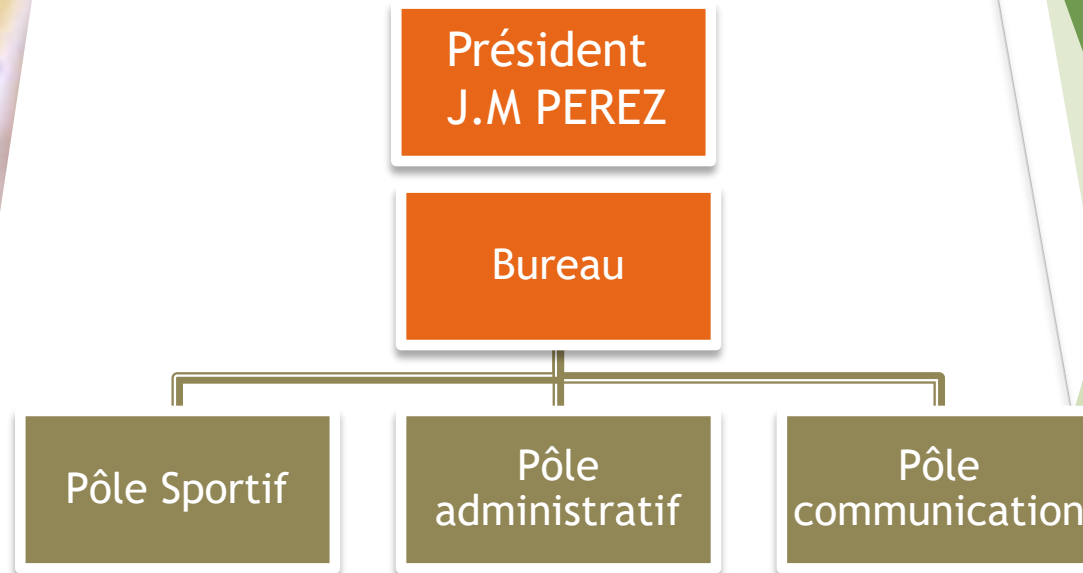 Président
J.M PEREZ
Bureau
Pôle Sportif
Pôle
administratif
Pôle
communication